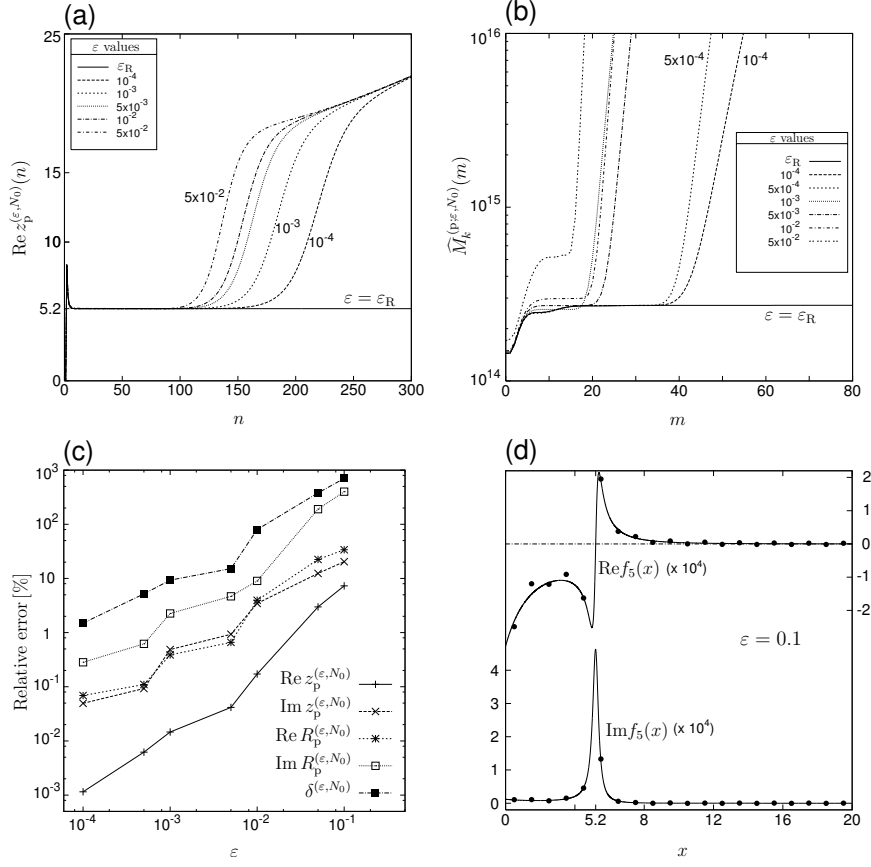 (a)
ε values
ε_R
10^-4
10^-3
5x10^-3
10^-2
5x10^-2
Re z_p^(ε,N_0)(n)
25
15
10
5.2
0
5x10^-2
10^-3
10^-4
ε = ε_R
0 50 100 150 200 250 300
n
(b)
M̂_k^(p;ε,N_0)(m)
10^16
10^15
10^14
5x10^-4
10^-4
ε values
ε_R
10^-4
5x10^-4
10^-3
5x10^-3
10^-2
5x10^-2
ε = ε_R
0 20 40 60 80
m
(c)
Relative error [%]
10^3
10^2
10
1
10^-1
10^-2
10^-3
Re z_p^(ε,N_0)
Im z_p^(ε,N_0)
Re R_p^(ε,N_0)
Im R_p^(ε,N_0)
δ^(ε,N_0)
10^-4 10^-3 10^-2 10^-1
ε
(d)
2
1
0
-1
-2
Re f_5(x) (x 10^4)
ε = 0.1
4
3
2
1
0
Im f_5(x) (x 10^4)
0 4 5.2 8 12 16 20
x